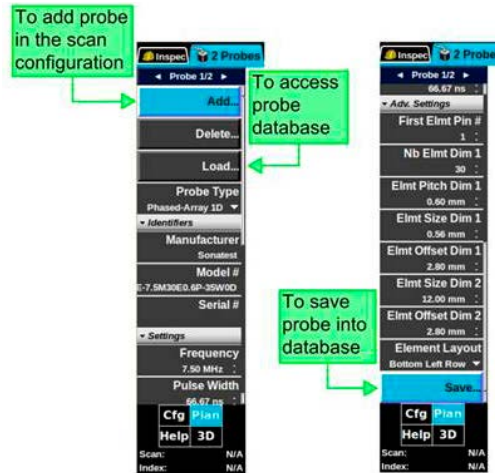 To add probe
in the scan
configuration
Inspec
2 Probes
Probe 1/2
Add...
Delete...
Load...
Probe Type
Phased-Array 1D
Identifiers
Manufacturer
Sonatest
Model #
E-7.5M30E0.6P-35W0D
Serial #
Settings
Frequency
7.50 MHz
Pulse Width
66.67 ns
Cfg Plan
Help 3D
Scan: N/A
Index: N/A
To access
probe
database
To save
probe into
database
Inspec
2 Probes
Probe 1/2
66.67 ns
Adv. Settings
First Elmt Pin #
1
Nb Elmt Dim 1
30
Elmt Pitch Dim 1
0.60 mm
Elmt Size Dim 1
0.56 mm
Elmt Offset Dim 1
2.80 mm
Elmt Size Dim 2
12.00 mm
Elmt Offset Dim 2
2.80 mm
Element Layout
Bottom Left Row
Save...
Cfg Plan
Help 3D
Scan: N/A
Index: N/A